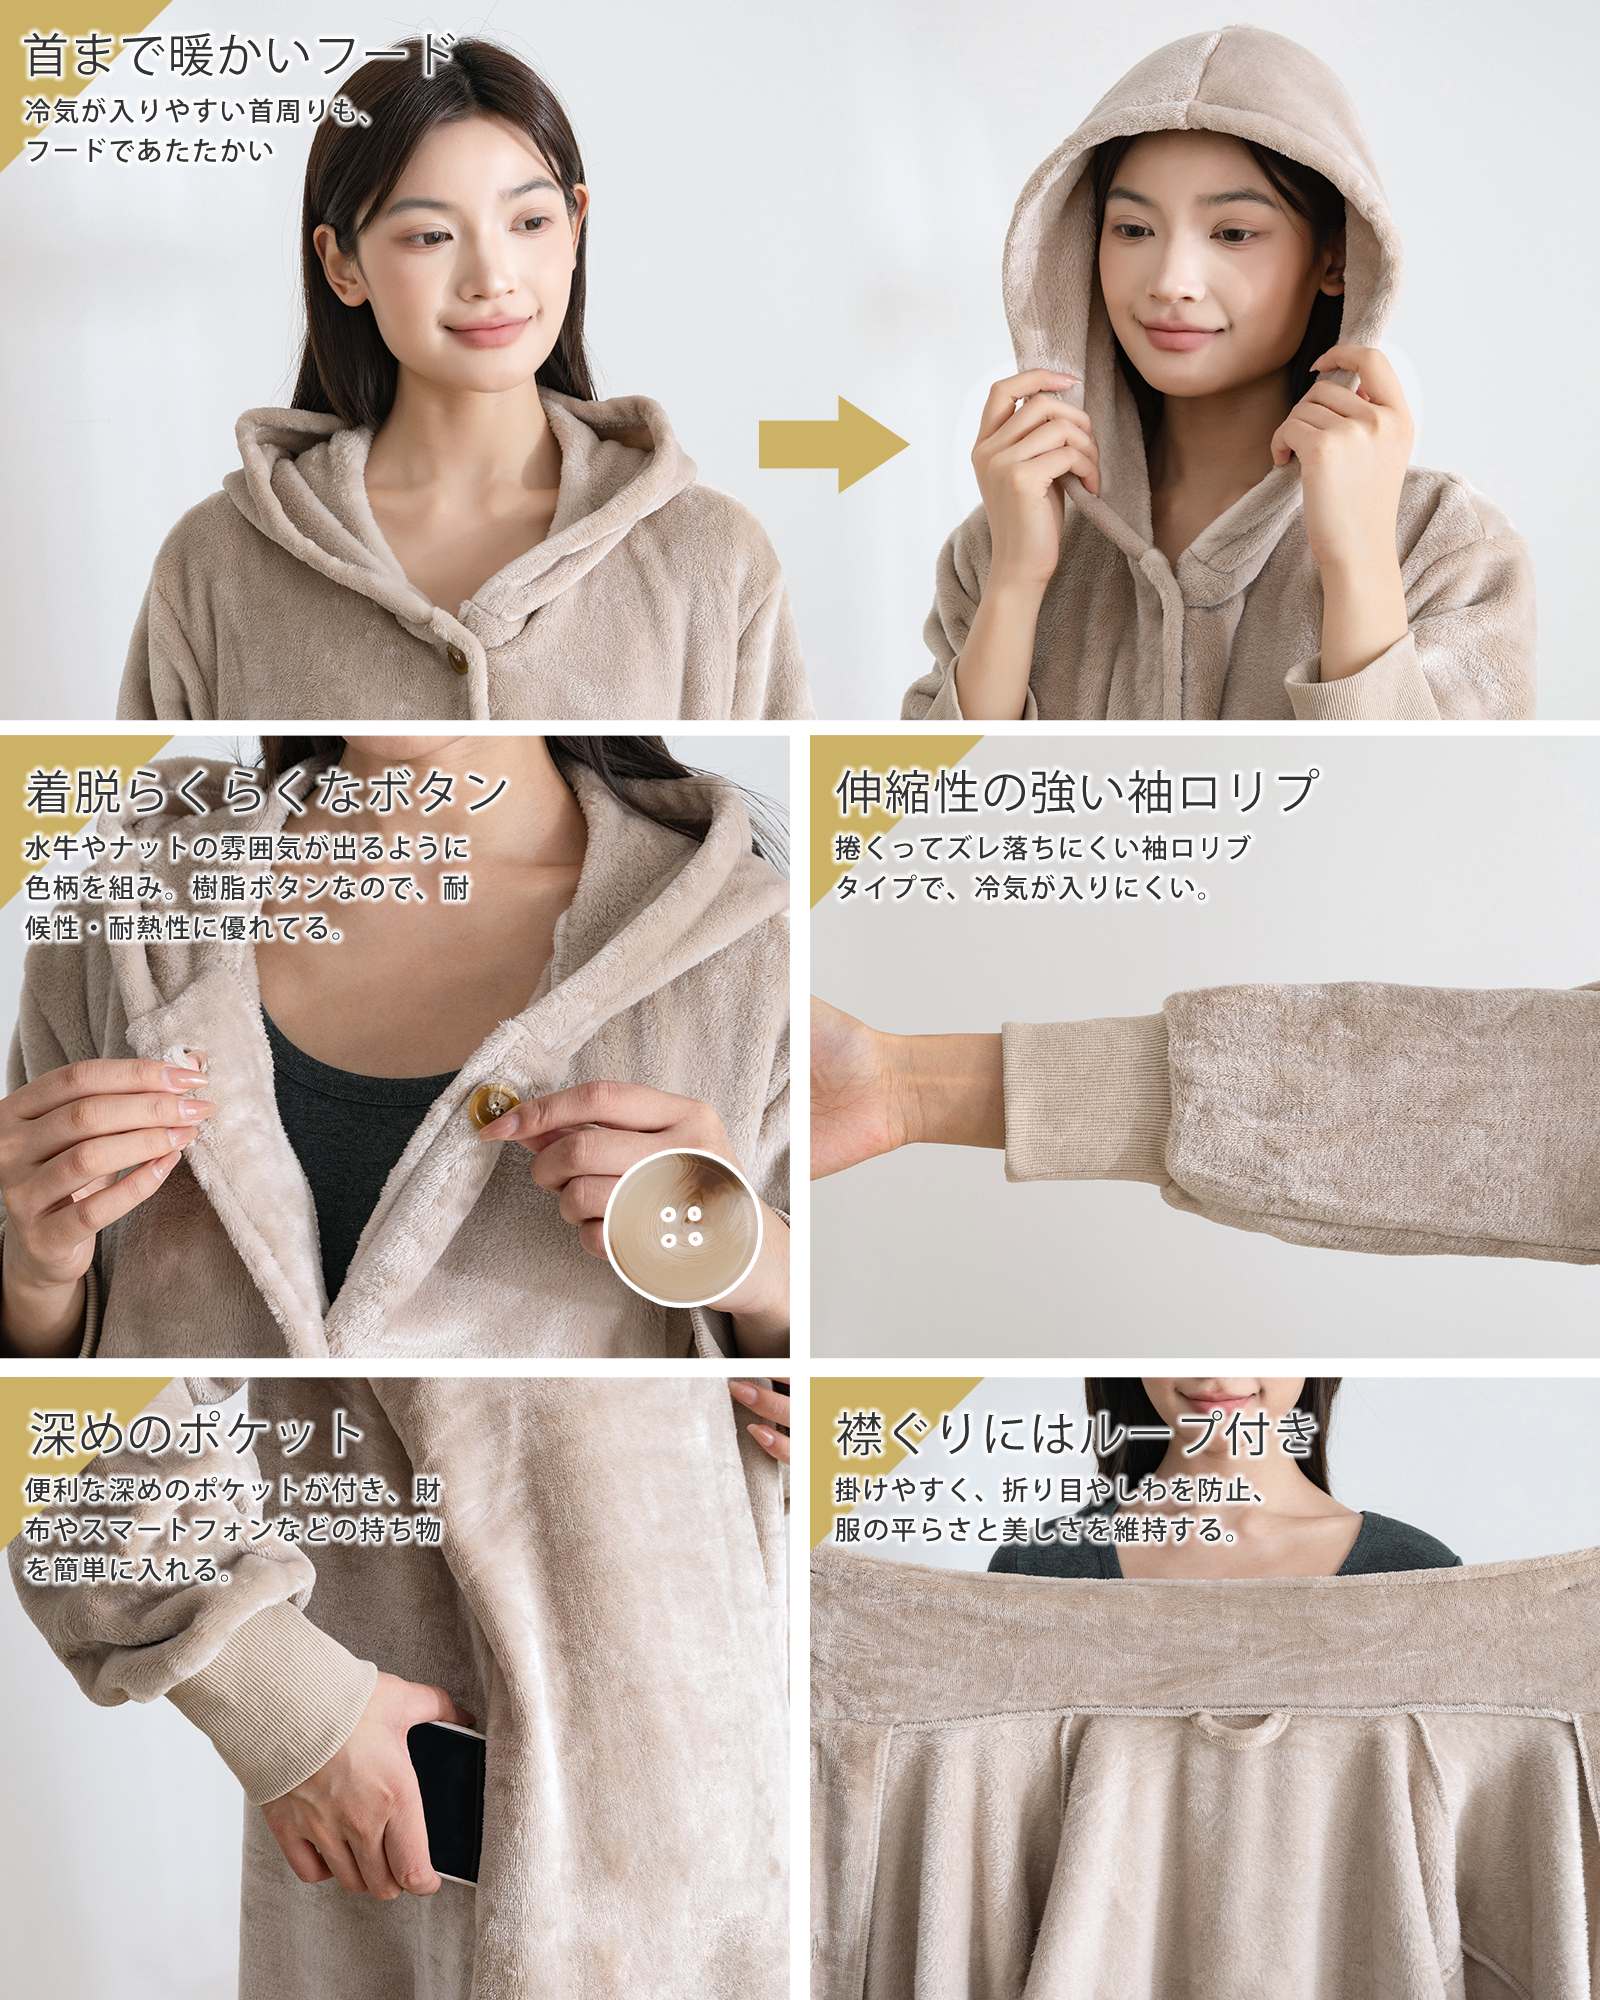 首まで暖かいフード
冷気が入りやすい首周りも、
フードであたたかい
着脱らくらくなボタン
水牛やナットの雰囲気が出るように
色柄を組み。樹脂ボタンなので、耐
候性・耐熱性に優れてる。
伸縮性の強い袖口リプ
捲くってズレ落ちにくい袖口リブ
タイプで、冷気が入りにくい。
深めのポケット
便利な深めのポケットが付き、財
布やスマートフォンなどの持ち物
を簡単に入れる。
襟ぐりにはループ付き
掛けやすく、折り目やしわを防止、
服の平らさと美しさを維持する。